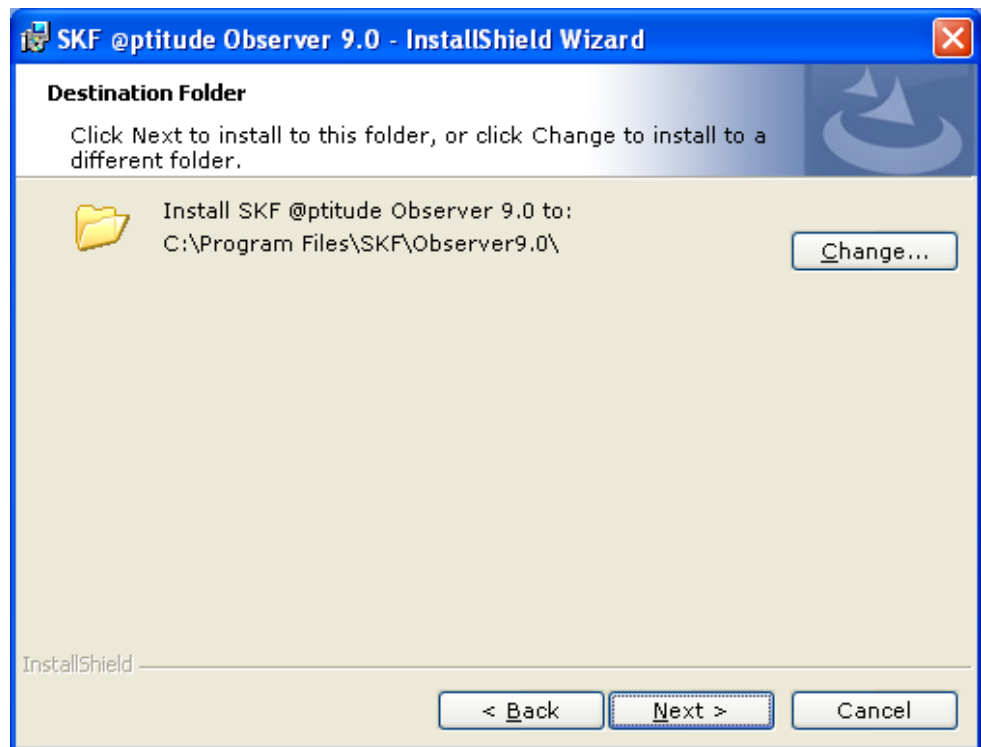 SKF @ptitude Observer 9.0 - InstallShield Wizard
Destination Folder
Click Next to install to this folder, or click Change to install to a
different folder.
Install SKF @ptitude Observer 9.0 to:
C:\Program Files\SKF\Observer9.0\
Change...
InstallShield
< Back
Next >
Cancel